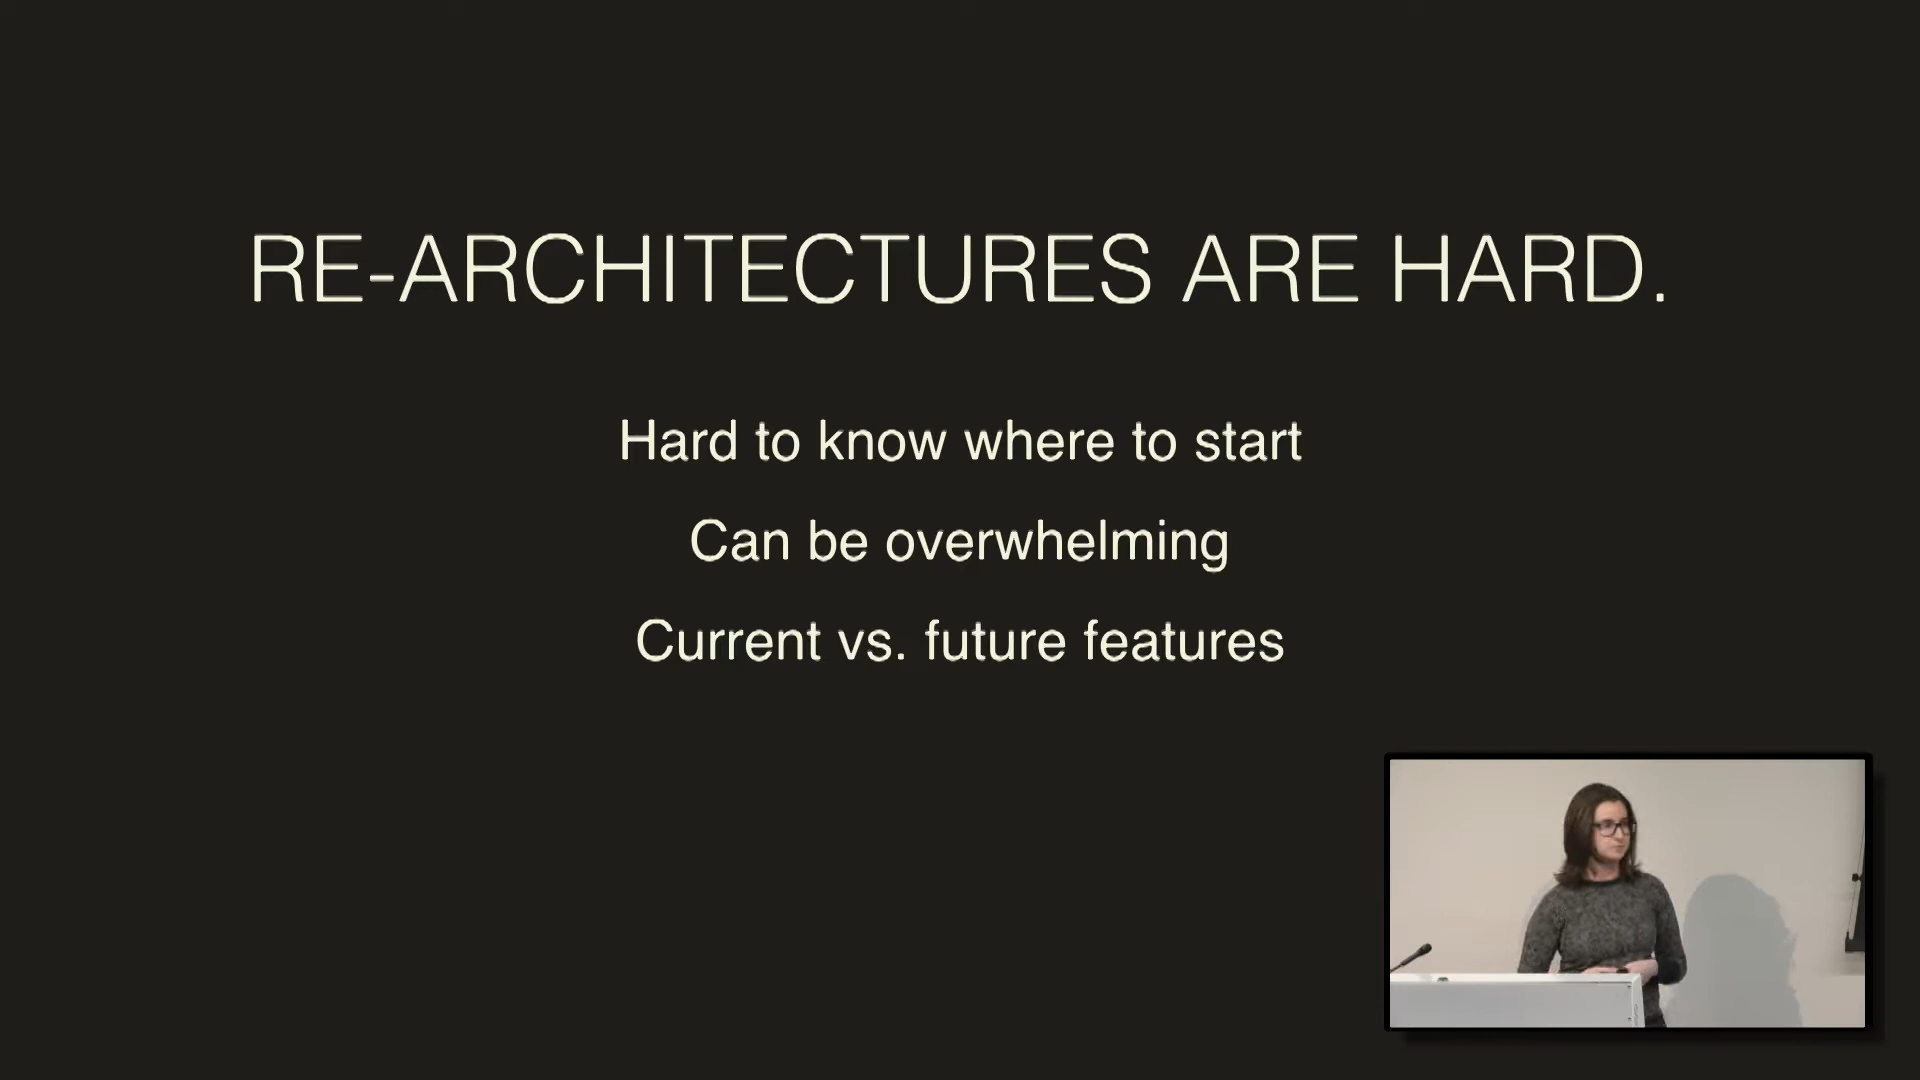 RE-ARCHITECTURES ARE HARD.
Hard to know where to start
Can be overwhelming
Current vs. future features